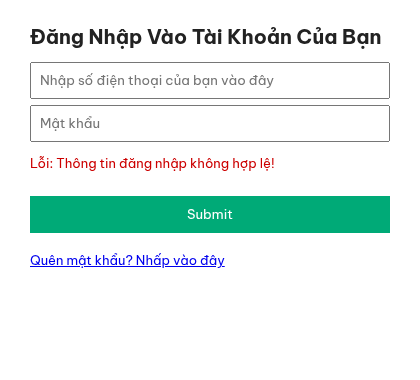 Đăng Nhập Vào Tài Khoản Của Bạn
Nhập số điện thoại của bạn vào đây
Mật khẩu
Lỗi: Thông tin đăng nhập không hợp lệ!
Submit
Quên mật khẩu? Nhấp vào đây